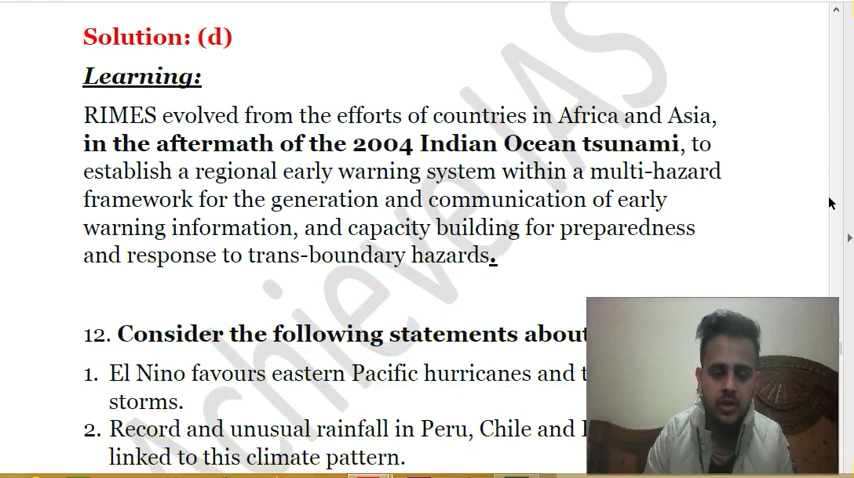 Solution: (d)
Learning:
RIMES evolved from the efforts of countries in Africa and Asia,
in the aftermath of the 2004 Indian Ocean tsunami, to
establish a regional early warning system within a multi-hazard
framework for the generation and communication of early
warning information, and capacity building for preparedness
and response to trans-boundary hazards.
12. Consider the following statements about
1. El Nino favours eastern Pacific hurricanes and
storms.
2. Record and unusual rainfall in Peru, Chile and
linked to this climate pattern.
Achieve IAS